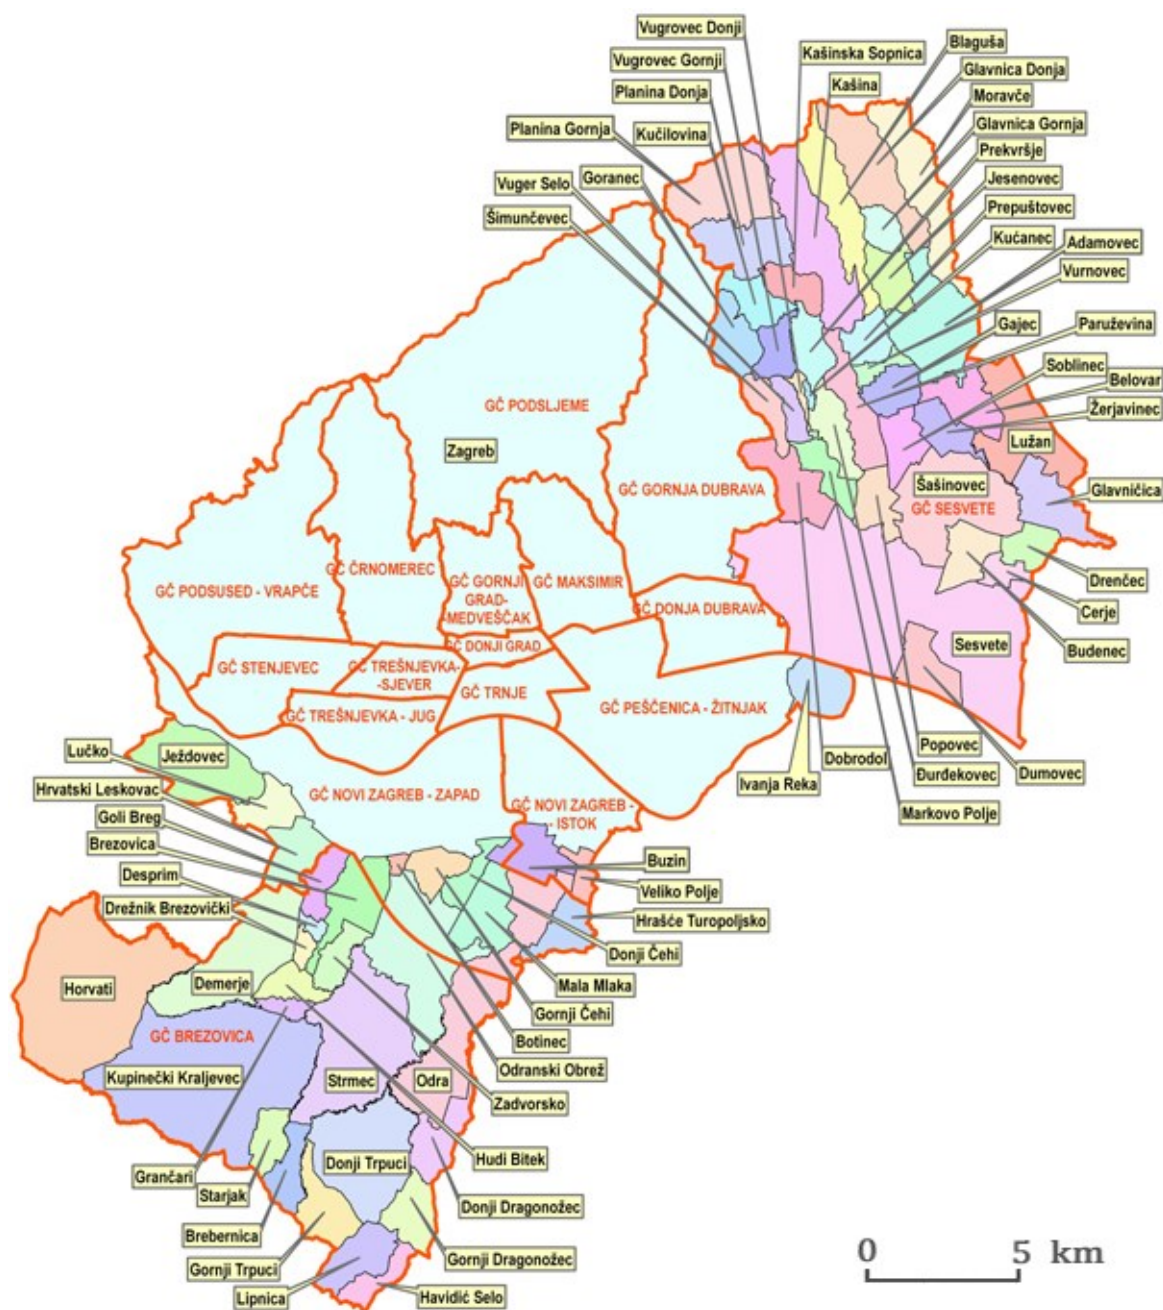 Vugrovec Donji
Kašinska Sopnica
Blaguša
Vugrovec Gornji
Glavnica Donja
Planina Donja
Kašina
Moravče
Planina Gornja
Kučilovina
Glavnica Gornja
Prekvršje
Goranec
Jesenovec
Vuger Selo
Prepuštovec
Šimunčevec
Kućanec
Adamovec
Vurnovec
Gajec
Paruževina
Soblinec
Belovar
Žerjavinec
Lužan
GČ PODSLJEME
Zagreb
GČ GORNJA DUBRAVA
Šašinovec
GČ SESVETE
Glavničica
GČ ČRNOMEREC
GČ PODSUSED - VRAPČE
GČ GORNJI
GRAD-
-MEDVEŠČAK
GČ MAKSIMIR
Drenčec
GČ DONJA DUBRAVA
Cerje
GČ DONJI GRAD
Sesvete
Budenec
GČ STENJEVEC
GČ TREŠNJEVKA-
-SJEVER
GČ TRNJE
GČ PEŠČENICA - ŽITNJAK
GČ TREŠNJEVKA - JUG
Lučko
Ježdovec
Popovec
Dobrodol
Đurđekovec
Dumovec
Ivanja Reka
Markovo Polje
Hrvatski Leskovac
GČ NOVI ZAGREB - ZAPAD
GČ NOVI ZAGREB -
- ISTOK
Goli Breg
Brezovica
Buzin
Desprim
Veliko Polje
Drežnik Brezovički
Hrašće Turopoljsko
Donji Čehi
Horvati
Demerje
Mala Mlaka
Gornji Čehi
GČ BREZOVICA
Botinec
Kupinečki Kraljevec
Strmec
Odra
Odranski Obrež
Zadvorsko
Hudi Bitek
Grančari
Donji Trpuci
Starjak
Donji Dragonožec
Brebernica
Gornji Trpuci
Gornji Dragonožec
Lipnica
Havidić Selo
0 5 km